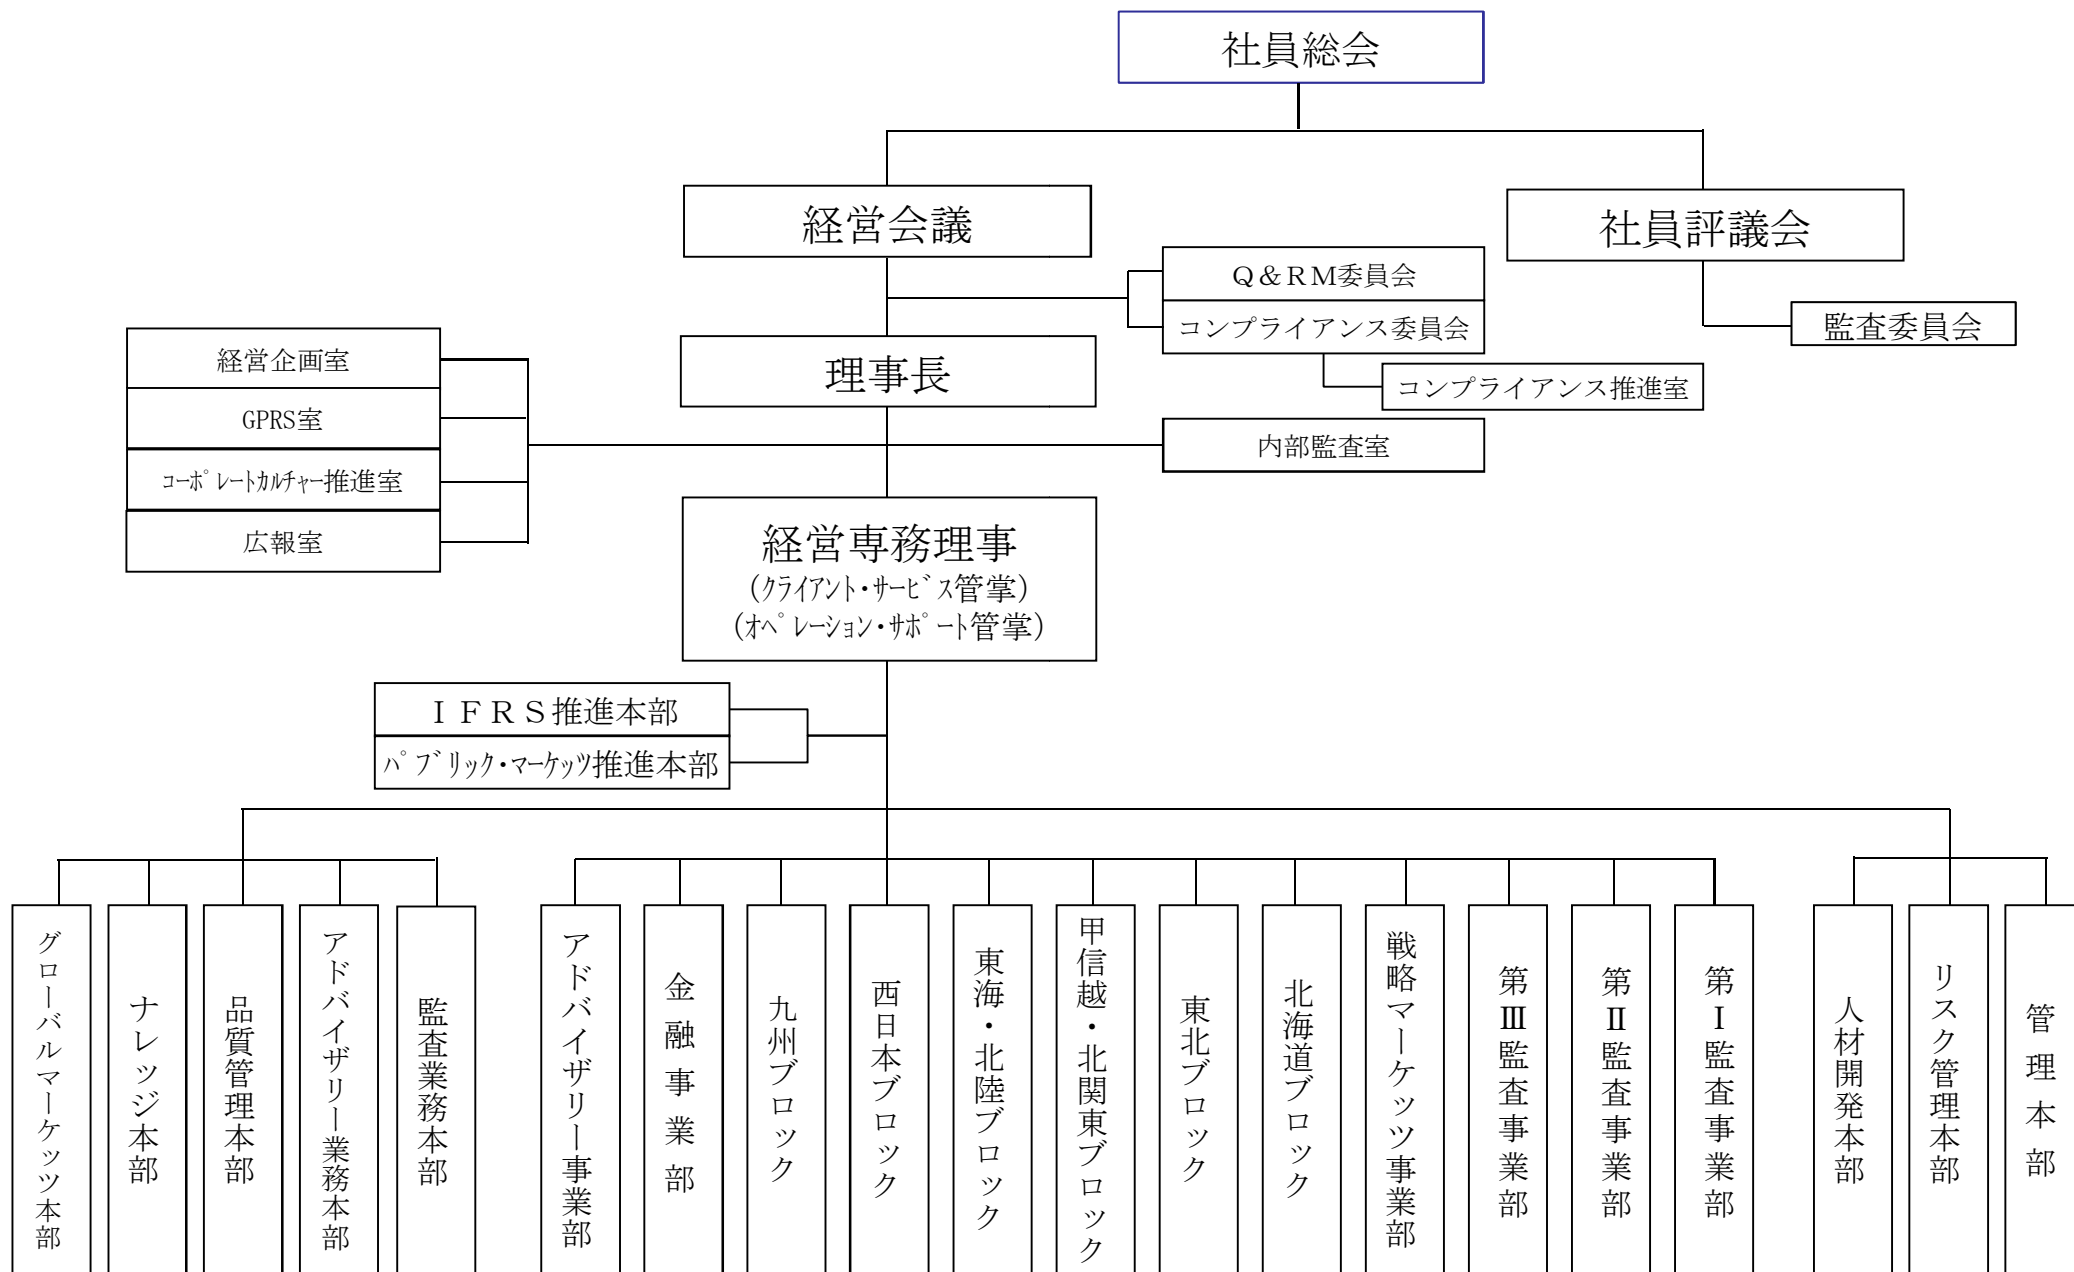 社員総会
経営会議
社員評議会
Q＆RM委員会
コンプライアンス委員会
監査委員会
コンプライアンス推進室
経営企画室
GPRS室
ｺｰﾎﾟﾚｰﾄｶﾙﾁｬｰ推進室
広報室
理事長
内部監査室
経営専務理事
(ｸﾗｲｱﾝﾄ・ｻｰﾋﾞｽ管掌)
(ｵﾍﾟﾚｰｼｮﾝ・ｻﾎﾟｰﾄ管掌)
ＩＦＲＳ推進本部
ﾊﾟﾌﾞﾘｯｸ・ﾏｰｹｯﾂ推進本部
グローバルマーケッツ本部
ナレッジ本部
品質管理本部
アドバイザリー業務本部
監査業務本部
アドバイザリー事業部
金融事業部
九州ブロック
西日本ブロック
東海・北陸ブロック
甲信越・北関東ブロック
東北ブロック
北海道ブロック
戦略マーケッツ事業部
第Ⅲ監査事業部
第Ⅱ監査事業部
第Ⅰ監査事業部
人材開発本部
リスク管理本部
管理本部